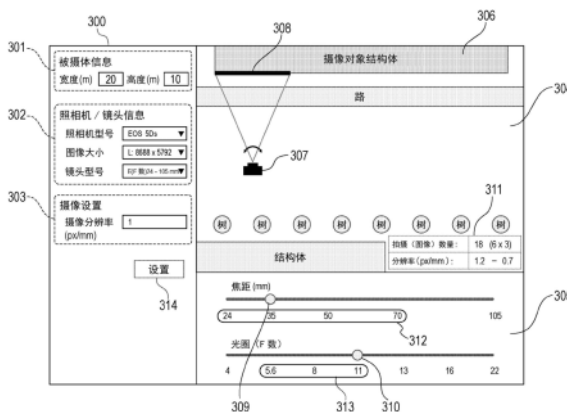 300
301
被摄体信息
宽度(m) 20 高度(m) 10
302
照相机 / 镜头信息
照相机型号 EOS 5Ds ▼
图像大小 L: 8688 x 5792 ▼
镜头型号
303
摄像设置
摄像分辨率 1
(px/mm)
设置
314
308
306
摄像对象结构体
路
304
307
311
树 树 树 树 树 树 树 树
结构体
拍摄（图像）数量: 18 (6 x 3)
分辨率(px/mm): 1.2 - 0.7
焦距 (mm)
24 35 50 70 105
312
305
光圈（F 数）
4 5.6 8 11 13 16 22
309
313
310